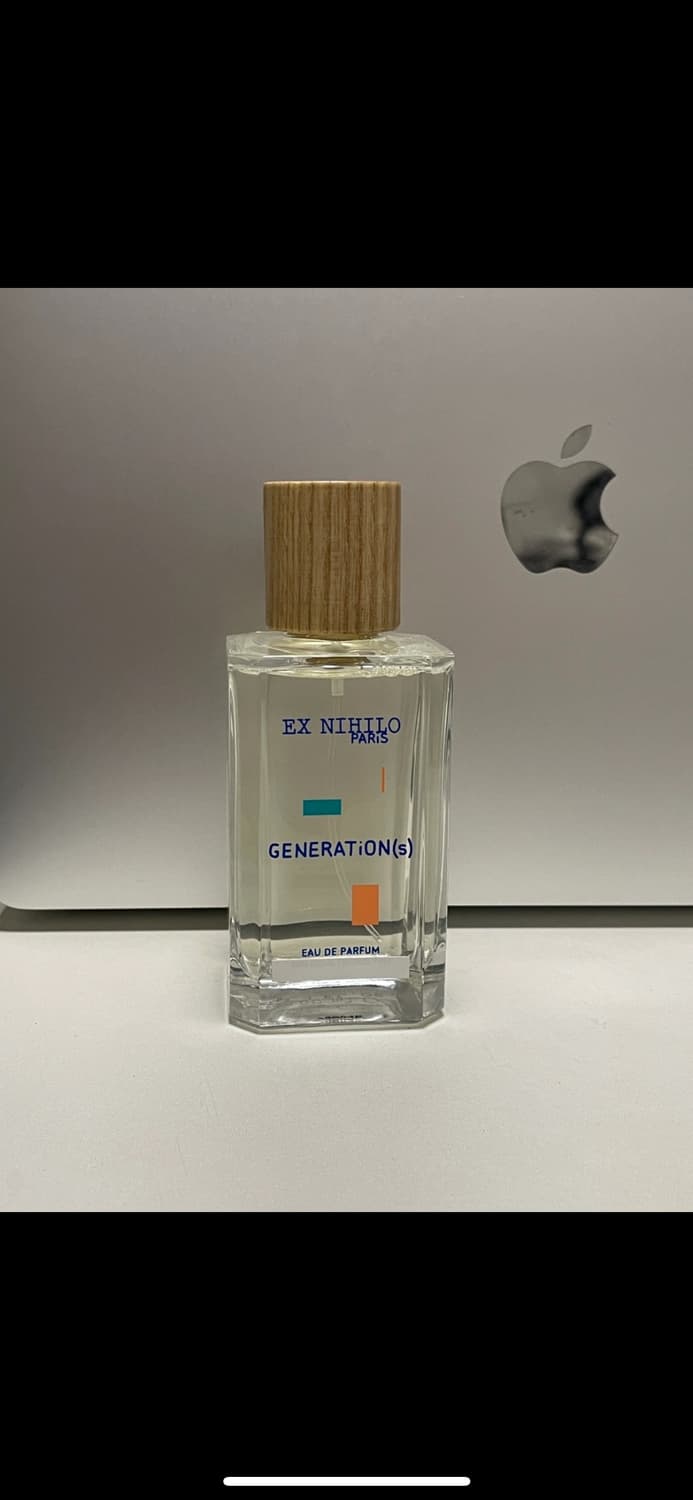 EX NIHILO
PARiS
GENERATiON(s)
EAU DE PARFUM